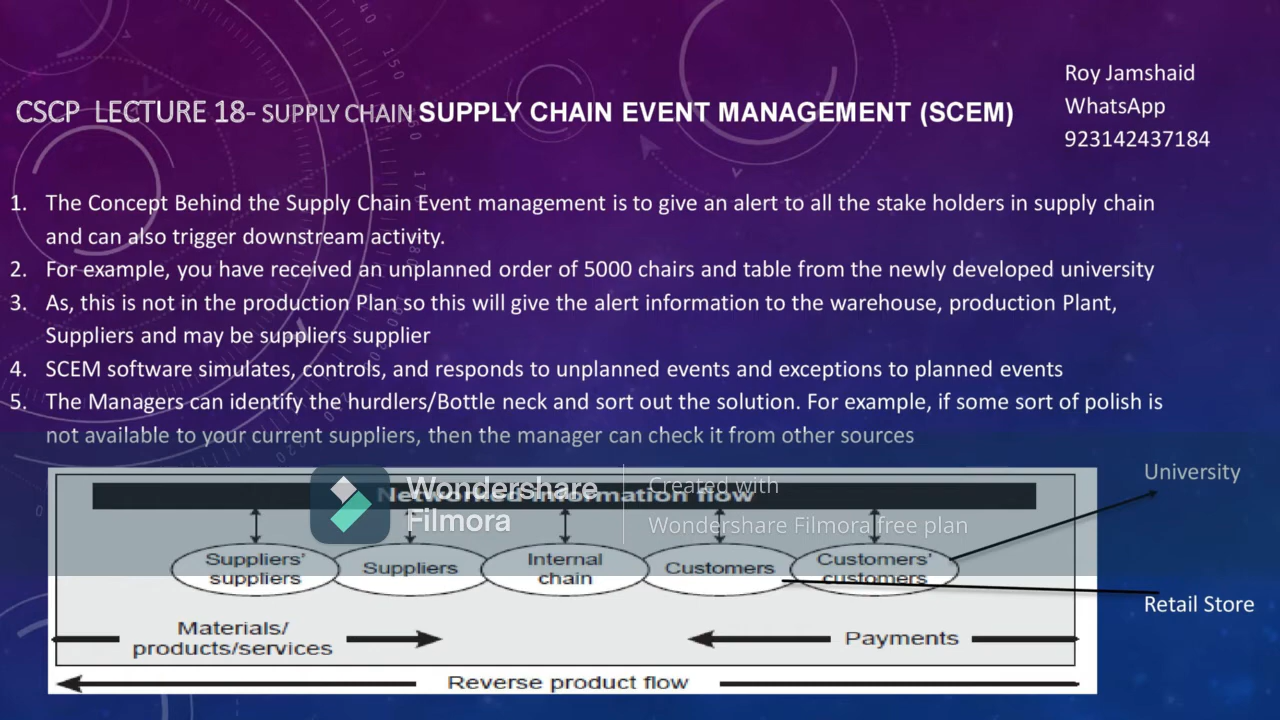 Roy Jamshaid
WhatsApp
923142437184
CSCP LECTURE 18- SUPPLY CHAIN SUPPLY CHAIN EVENT MANAGEMENT (SCEM)
1. The Concept Behind the Supply Chain Event management is to give an alert to all the stake holders in supply chain
and can also trigger downstream activity.
2. For example, you have received an unplanned order of 5000 chairs and table from the newly developed university
3. As, this is not in the production Plan so this will give the alert information to the warehouse, production Plant,
Suppliers and may be suppliers supplier
4. SCEM software simulates, controls, and responds to unplanned events and exceptions to planned events
5. The Managers can identify the hurdlers/Bottle neck and sort out the solution. For example, if some sort of polish is
not available to your current suppliers, then the manager can check it from other sources
University
Networked information flow
Wondershare
Filmora
Created with
Wondershare Filmora free plan
Suppliers'
suppliers
Suppliers
Internal
chain
Customers
Customers'
customers
Retail Store
Materials/
products/services
Payments
Reverse product flow